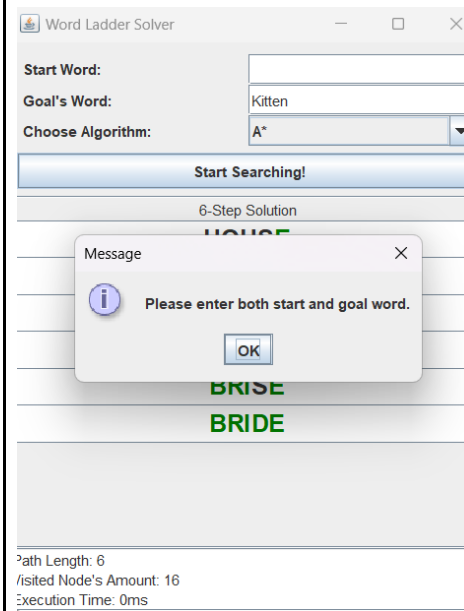 Word Ladder Solver
Start Word:
Goal's Word: Kitten
Choose Algorithm: A*
Start Searching!
6-Step Solution
HOUSE
Message
Please enter both start and goal word.
OK
BRISE
BRIDE
Path Length: 6
Visited Node's Amount: 16
Execution Time: 0ms